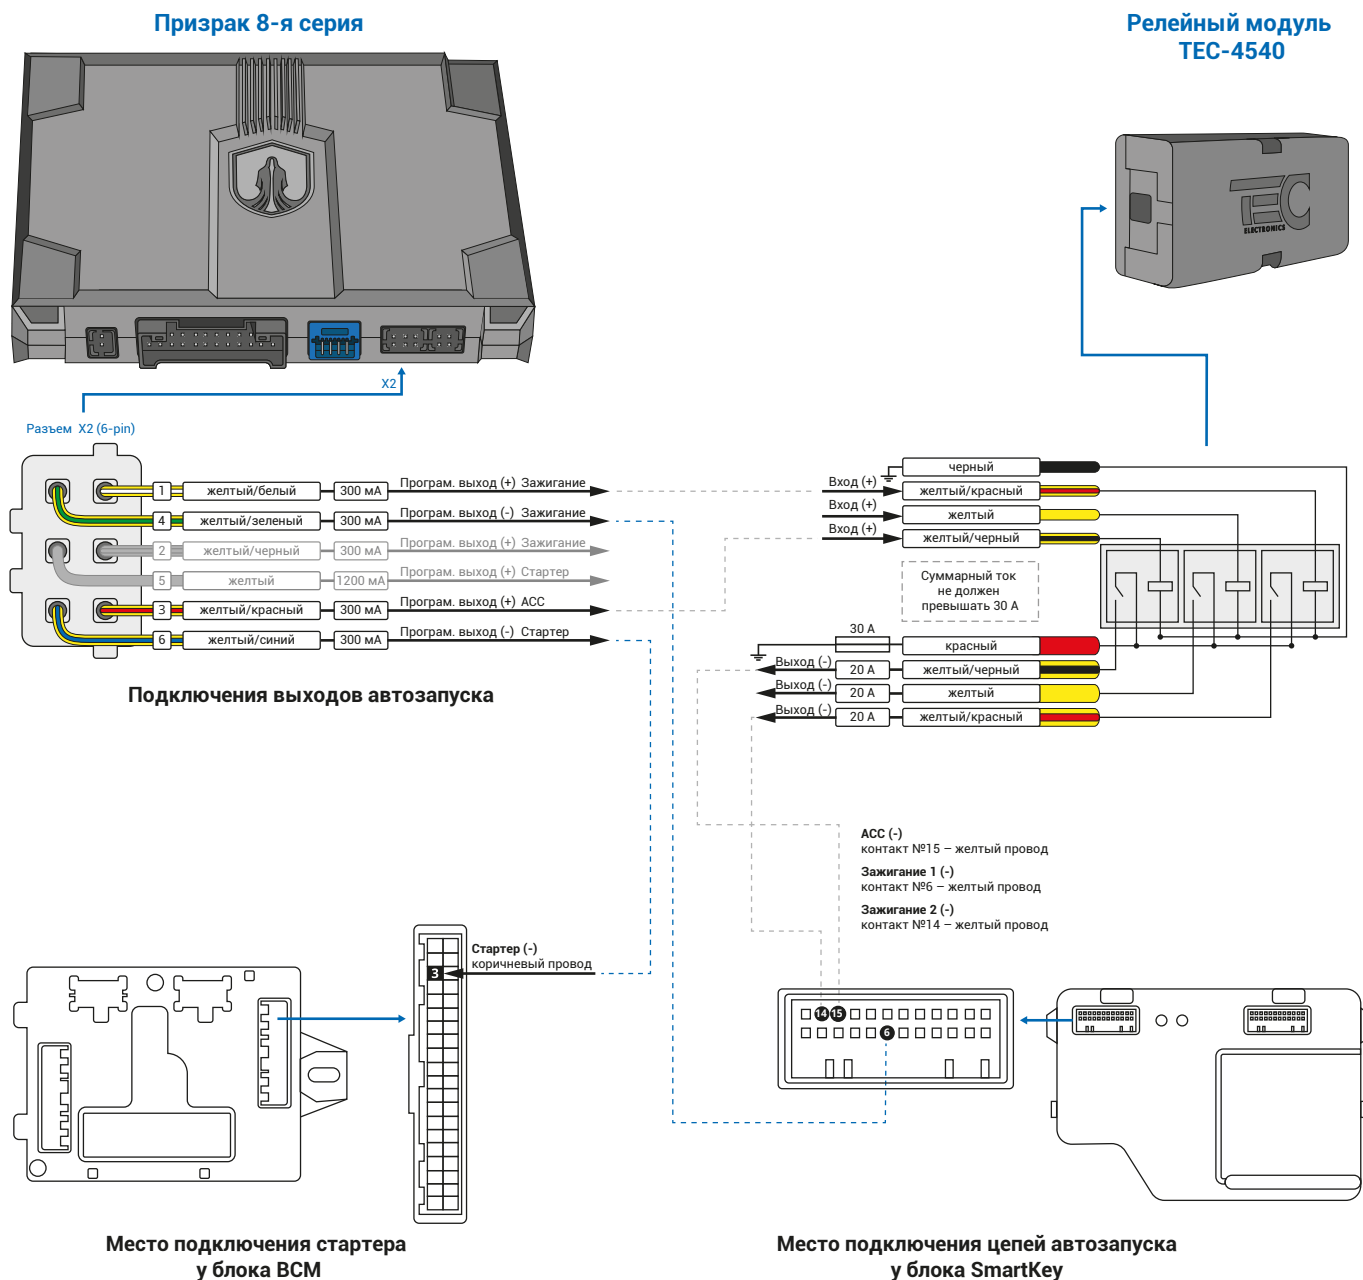 Призрак 8-я серия
Релейный модуль
TEC-4540
TEC
ELECTRONICS
X2
Разъем X2 (6-pin)
1 желтый/белый 300 мА Програм. выход (+) Зажигание
4 желтый/зеленый 300 мА Програм. выход (-) Зажигание
2 желтый/черный 300 мА Програм. выход (+) Зажигание
5 желтый 1200 мА Програм. выход (+) Стартер
3 желтый/красный 300 мА Програм. выход (+) ACC
6 желтый/синий 300 мА Програм. выход (-) Стартер
Подключения выходов автозапуска
черный
Вход (+) желтый/красный
Вход (+) желтый
Вход (+) желтый/черный
Суммарный ток
не должен
превышать 30 А
30 А красный
Выход (-) 20 А желтый/черный
Выход (-) 20 А желтый
Выход (-) 20 А желтый/красный
ACC (-)
контакт №15 – желтый провод
Зажигание 1 (-)
контакт №6 – желтый провод
Зажигание 2 (-)
контакт №14 – желтый провод
Стартер (-)
3 коричневый провод
14 15
6
Место подключения стартера
у блока BCM
Место подключения цепей автозапуска
у блока SmartKey